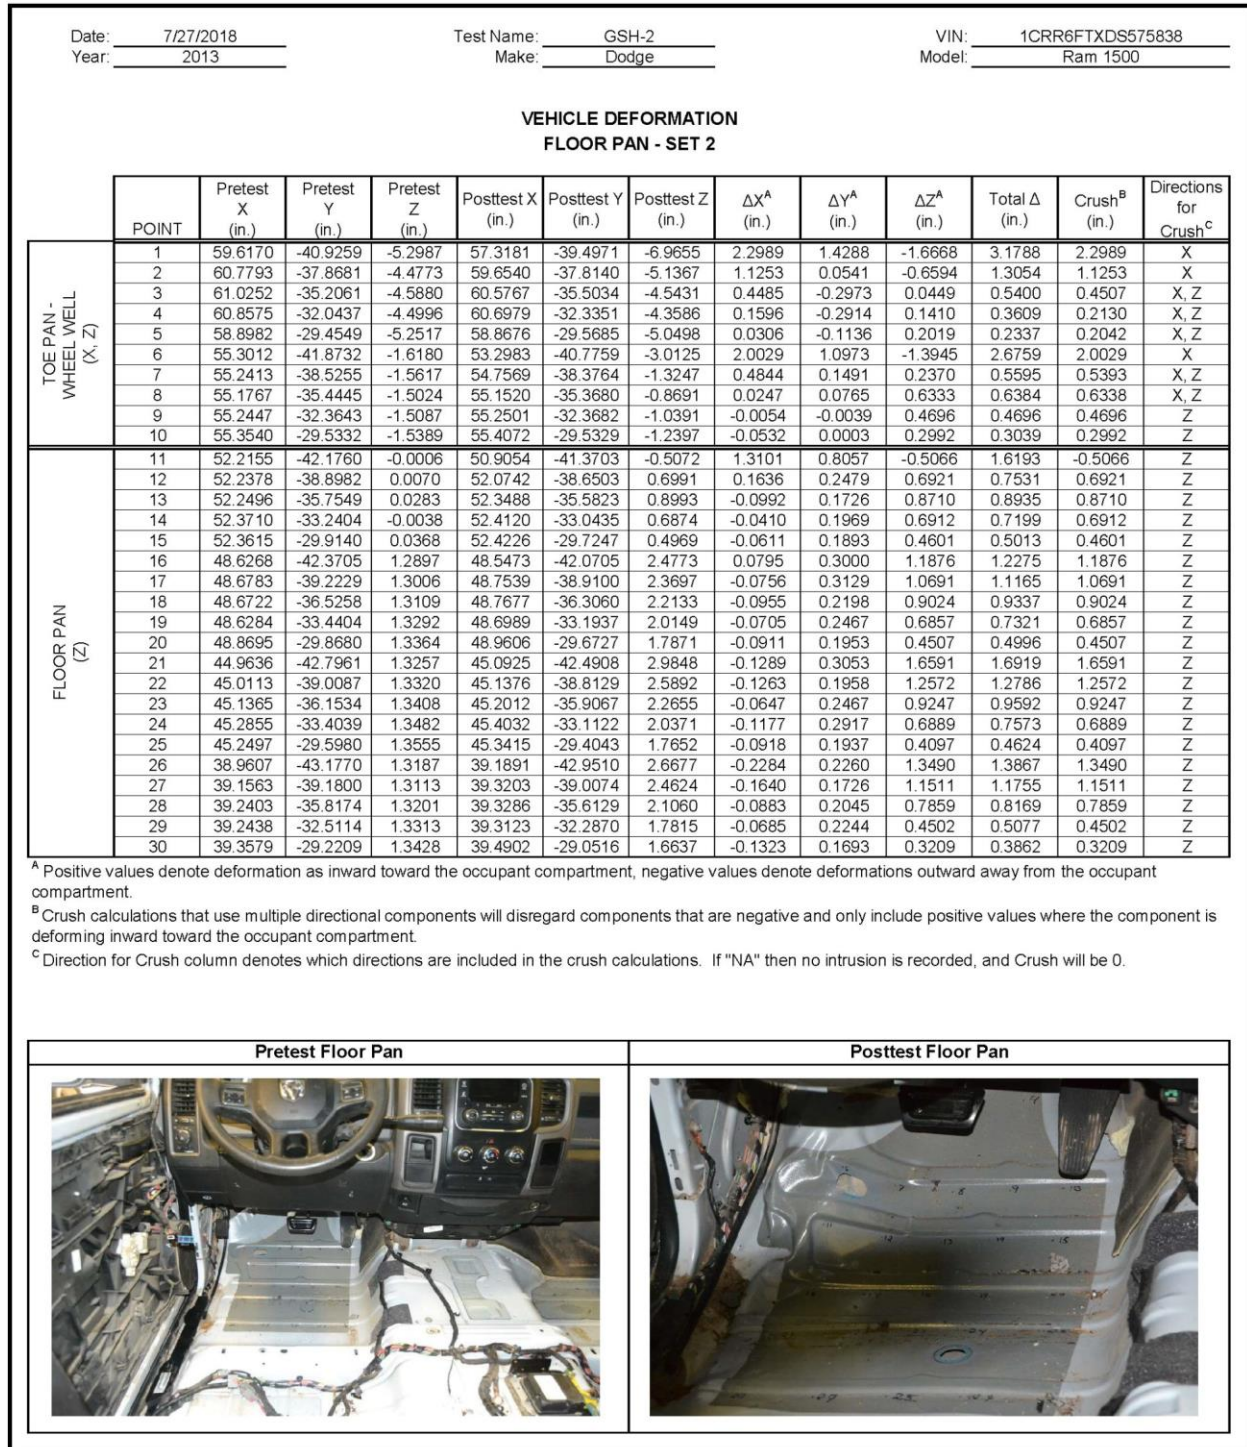 Date: 7/27/2018 Test Name: GSH-2 VIN: 1CRR6FTXDS575838
Year: 2013 Make: Dodge Model: Ram 1500
VEHICLE DEFORMATION
FLOOR PAN - SET 2
POINT Pretest X (in.) Pretest Y (in.) Pretest Z (in.) Posttest X (in.) Posttest Y (in.) Posttest Z (in.) ΔXᴬ (in.) ΔYᴬ (in.) ΔZᴬ (in.) Total Δ (in.) Crushᴮ (in.) Directions for Crushᶜ
TOE PAN - WHEEL WELL (X, Z)
1 59.6170 -40.9259 -5.2987 57.3181 -39.4971 -6.9655 2.2989 1.4288 -1.6668 3.1788 2.2989 X
2 60.7793 -37.8681 -4.4773 59.6540 -37.8140 -5.1367 1.1253 0.0541 -0.6594 1.3054 1.1253 X
3 61.0252 -35.2061 -4.5880 60.5767 -35.5034 -4.5431 0.4485 -0.2973 0.0449 0.5400 0.4507 X, Z
4 60.8575 -32.0437 -4.4996 60.6979 -32.3351 -4.3586 0.1596 -0.2914 0.1410 0.3609 0.2130 X, Z
5 58.8982 -29.4549 -5.2517 58.8676 -29.5685 -5.0498 0.0306 -0.1136 0.2019 0.2337 0.2042 X, Z
6 55.3012 -41.8732 -1.6180 53.2983 -40.7759 -3.0125 2.0029 1.0973 -1.3945 2.6759 2.0029 X
7 55.2413 -38.5255 -1.5617 54.7569 -38.3764 -1.3247 0.4844 0.1491 0.2370 0.5595 0.5393 X, Z
8 55.1767 -35.4445 -1.5024 55.1520 -35.3680 -0.8691 0.0247 0.0765 0.6333 0.6384 0.6338 X, Z
9 55.2447 -32.3643 -1.5087 55.2501 -32.3682 -1.0391 -0.0054 -0.0039 0.4696 0.4696 0.4696 Z
10 55.3540 -29.5332 -1.5389 55.4072 -29.5329 -1.2397 -0.0532 0.0003 0.2992 0.3039 0.2992 Z
FLOOR PAN (Z)
11 52.2155 -42.1760 -0.0006 50.9054 -41.3703 -0.5072 1.3101 0.8057 -0.5066 1.6193 -0.5066 Z
12 52.2378 -38.8982 0.0070 52.0742 -38.6503 0.6991 0.1636 0.2479 0.6921 0.7531 0.6921 Z
13 52.2496 -35.7549 0.0283 52.3488 -35.5823 0.8993 -0.0992 0.1726 0.8710 0.8935 0.8710 Z
14 52.3710 -33.2404 -0.0038 52.4120 -33.0435 0.6874 -0.0410 0.1969 0.6912 0.7199 0.6912 Z
15 52.3615 -29.9140 0.0368 52.4226 -29.7247 0.4969 -0.0611 0.1893 0.4601 0.5013 0.4601 Z
16 48.6268 -42.3705 1.2897 48.5473 -42.0705 2.4773 0.0795 0.3000 1.1876 1.2275 1.1876 Z
17 48.6783 -39.2229 1.3006 48.7539 -38.9100 2.3697 -0.0756 0.3129 1.0691 1.1165 1.0691 Z
18 48.6722 -36.5258 1.3109 48.7677 -36.3060 2.2133 -0.0955 0.2198 0.9024 0.9337 0.9024 Z
19 48.6284 -33.4404 1.3292 48.6989 -33.1937 2.0149 -0.0705 0.2467 0.6857 0.7321 0.6857 Z
20 48.8695 -29.8680 1.3364 48.9606 -29.6727 1.7871 -0.0911 0.1953 0.4507 0.4996 0.4507 Z
21 44.9636 -42.7961 1.3257 45.0925 -42.4908 2.9848 -0.1289 0.3053 1.6591 1.6919 1.6591 Z
22 45.0113 -39.0087 1.3320 45.1376 -38.8129 2.5892 -0.1263 0.1958 1.2572 1.2786 1.2572 Z
23 45.1365 -36.1534 1.3408 45.2012 -35.9067 2.2655 -0.0647 0.2467 0.9247 0.9592 0.9247 Z
24 45.2855 -33.4039 1.3482 45.4032 -33.1122 2.0371 -0.1177 0.2917 0.6889 0.7573 0.6889 Z
25 45.2497 -29.5980 1.3555 45.3415 -29.4043 1.7652 -0.0918 0.1937 0.4097 0.4624 0.4097 Z
26 38.9607 -43.1770 1.3187 39.1891 -42.9510 2.6677 -0.2284 0.2260 1.3490 1.3867 1.3490 Z
27 39.1563 -39.1800 1.3113 39.3203 -39.0074 2.4624 -0.1640 0.1726 1.1511 1.1755 1.1511 Z
28 39.2403 -35.8174 1.3201 39.3286 -35.6129 2.1060 -0.0883 0.2045 0.7859 0.8169 0.7859 Z
29 39.2438 -32.5114 1.3313 39.3123 -32.2870 1.7815 -0.0685 0.2244 0.4502 0.5077 0.4502 Z
30 39.3579 -29.2209 1.3428 39.4902 -29.0516 1.6637 -0.1323 0.1693 0.3209 0.3862 0.3209 Z
ᴬ Positive values denote deformation as inward toward the occupant compartment, negative values denote deformations outward away from the occupant
compartment.
ᴮ Crush calculations that use multiple directional components will disregard components that are negative and only include positive values where the component is
deforming inward toward the occupant compartment.
ᶜ Direction for Crush column denotes which directions are included in the crush calculations. If "NA" then no intrusion is recorded, and Crush will be 0.
Pretest Floor Pan Posttest Floor Pan